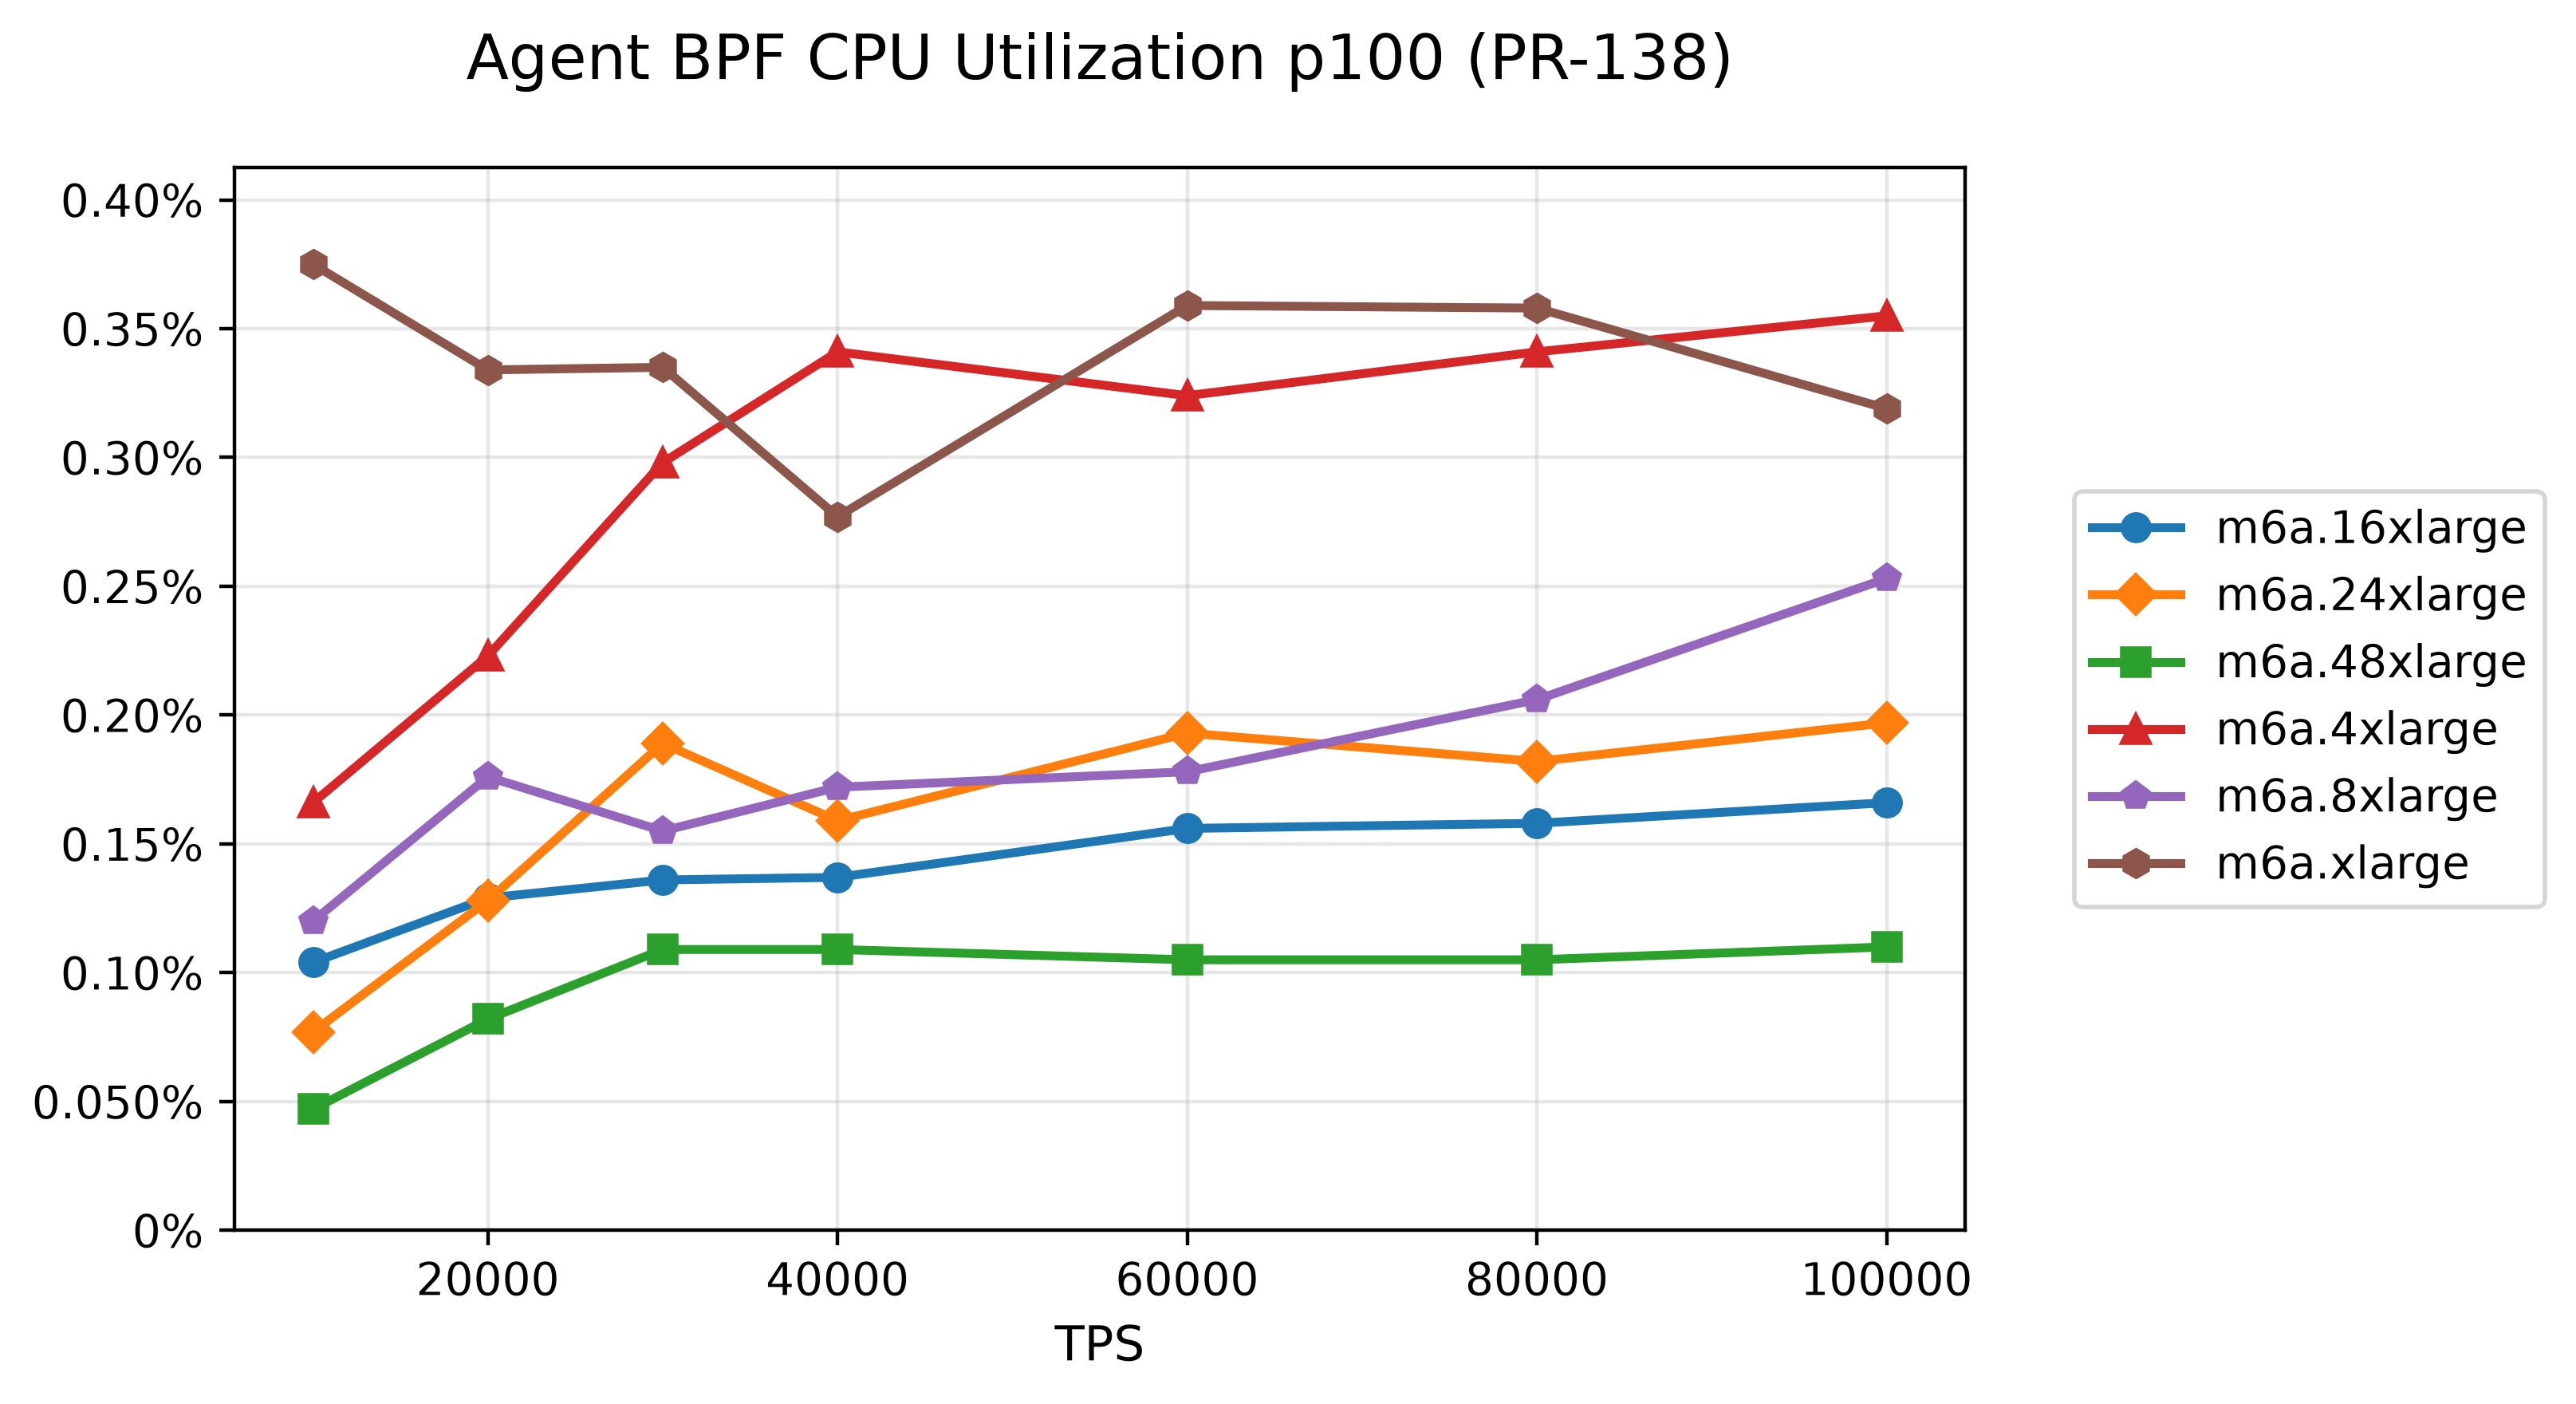 Agent BPF CPU Utilization p100 (PR-138)
0.40%
0.35%
0.30%
0.25%
0.20%
0.15%
0.10%
0.050%
0%
20000 40000 60000 80000 100000
TPS
m6a.16xlarge
m6a.24xlarge
m6a.48xlarge
m6a.4xlarge
m6a.8xlarge
m6a.xlarge